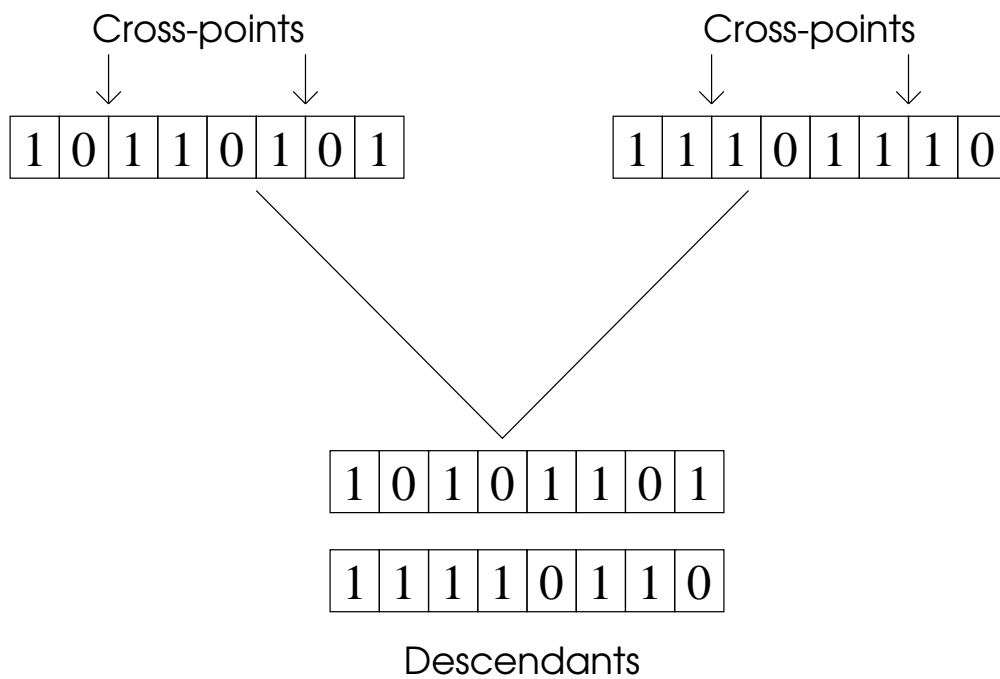 Cross-points Cross-points
1 0 1 1 0 1 0 1 1 1 1 0 1 1 1 0
1 0 1 0 1 1 0 1
1 1 1 1 0 1 1 0
Descendants